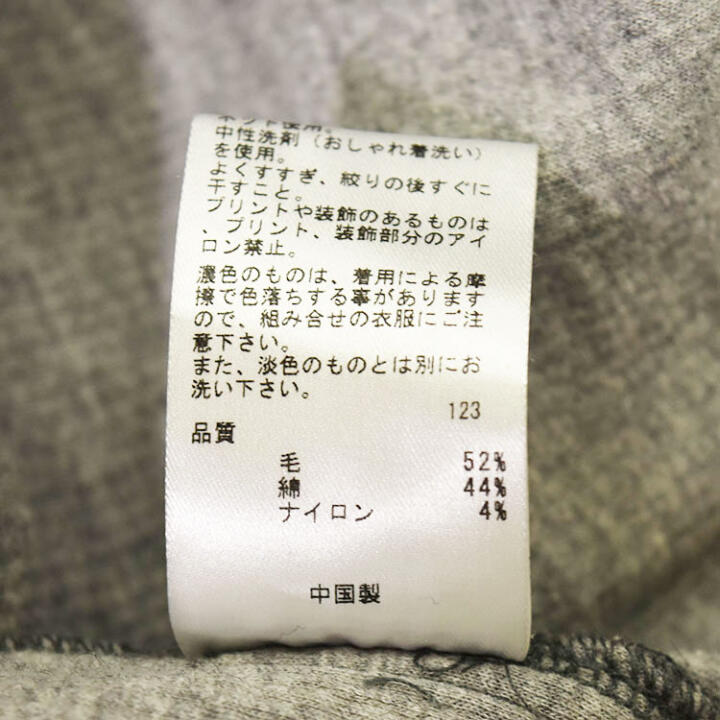 ネット使用。
中性洗剤（おしゃれ着洗い）
を使用。
よくすすぎ、絞りの後すぐに
干すこと。
プリントや装飾のあるものは
、プリント、装飾部分のアイ
ロン禁止。
濃色のものは、着用による摩
擦で色落ちする事があります
ので、組み合せの衣服にご注
意下さい。
また、淡色のものとは別にお
洗い下さい。
123
品質
毛 52%
綿 44%
ナイロン 4%
中国製